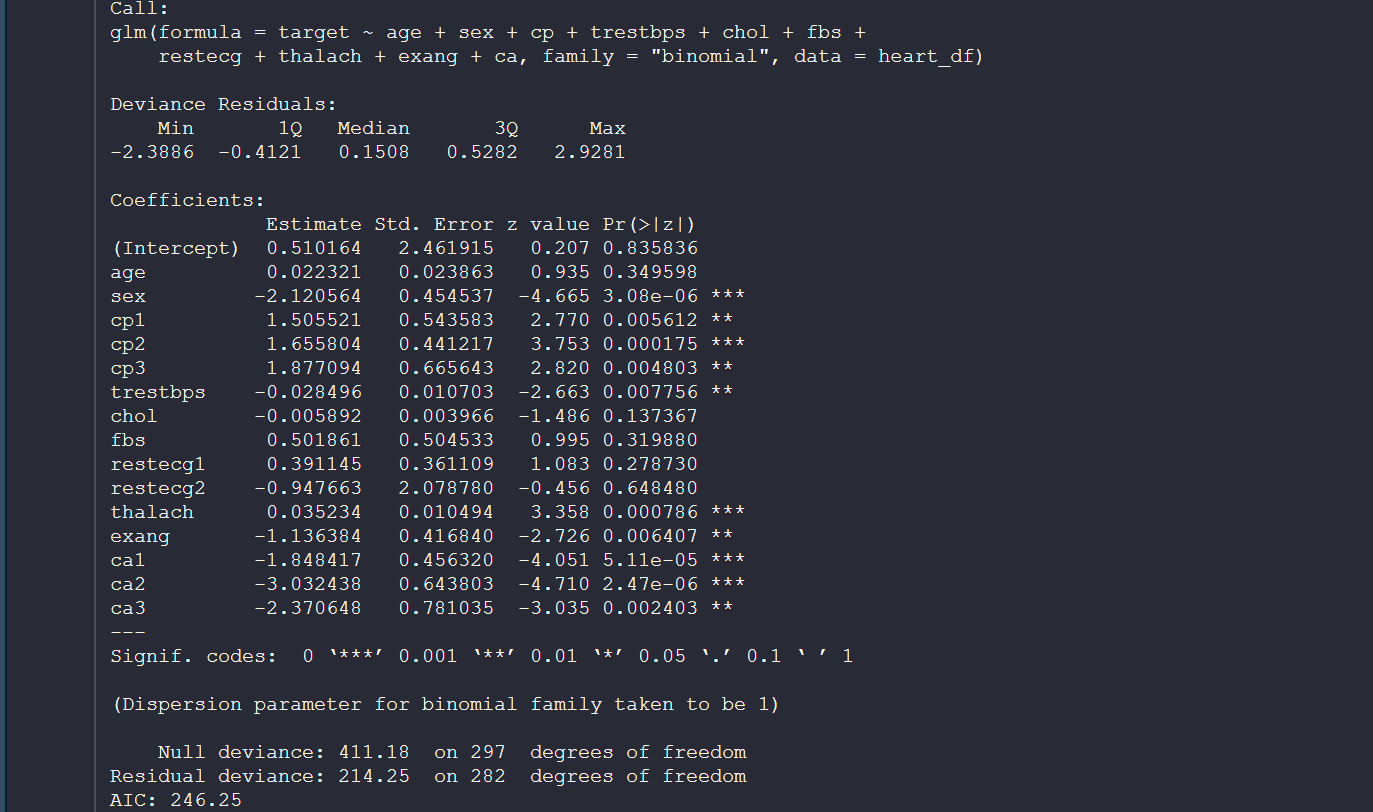 Call:
glm(formula = target ~ age + sex + cp + trestbps + chol + fbs +
    restecg + thalach + exang + ca, family = "binomial", data = heart_df)

Deviance Residuals:
    Min       1Q   Median       3Q      Max
-2.3886  -0.4121   0.1508   0.5282   2.9281

Coefficients:
             Estimate Std. Error z value Pr(>|z|)
(Intercept)  0.510164   2.461915   0.207 0.835836
age          0.022321   0.023863   0.935 0.349598
sex         -2.120564   0.454537  -4.665 3.08e-06 ***
cp1          1.505521   0.543583   2.770 0.005612 **
cp2          1.655804   0.441217   3.753 0.000175 ***
cp3          1.877094   0.665643   2.820 0.004803 **
trestbps    -0.028496   0.010703  -2.663 0.007756 **
chol        -0.005892   0.003966  -1.486 0.137367
fbs          0.501861   0.504533   0.995 0.319880
restecg1     0.391145   0.361109   1.083 0.278730
restecg2    -0.947663   2.078780  -0.456 0.648480
thalach      0.035234   0.010494   3.358 0.000786 ***
exang       -1.136384   0.416840  -2.726 0.006407 **
ca1         -1.848417   0.456320  -4.051 5.11e-05 ***
ca2         -3.032438   0.643803  -4.710 2.47e-06 ***
ca3         -2.370648   0.781035  -3.035 0.002403 **
---
Signif. codes:  0 ‘***’ 0.001 ‘**’ 0.01 ‘*’ 0.05 ‘.’ 0.1 ‘ ’ 1

(Dispersion parameter for binomial family taken to be 1)

    Null deviance: 411.18  on 297  degrees of freedom
Residual deviance: 214.25  on 282  degrees of freedom
AIC: 246.25